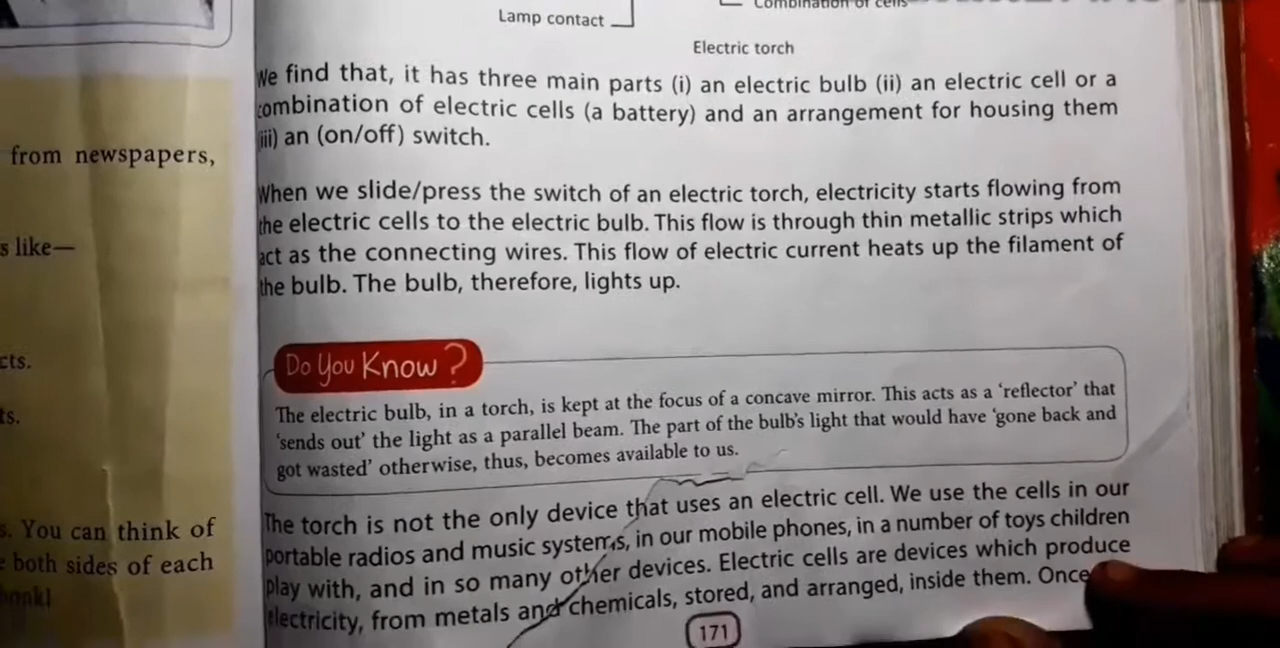 Lamp contact
Combination of cells
Electric torch
We find that, it has three main parts (i) an electric bulb (ii) an electric cell or a
combination of electric cells (a battery) and an arrangement for housing them
(iii) an (on/off) switch.
When we slide/press the switch of an electric torch, electricity starts flowing from
the electric cells to the electric bulb. This flow is through thin metallic strips which
act as the connecting wires. This flow of electric current heats up the filament of
the bulb. The bulb, therefore, lights up.
Do You Know?
The electric bulb, in a torch, is kept at the focus of a concave mirror. This acts as a ‘reflector’ that
‘sends out’ the light as a parallel beam. The part of the bulb’s light that would have ‘gone back and
got wasted’ otherwise, thus, becomes available to us.
The torch is not the only device that uses an electric cell. We use the cells in our
portable radios and music systems, in our mobile phones, in a number of toys children
play with, and in so many other devices. Electric cells are devices which produce
electricity, from metals and chemicals, stored, and arranged, inside them. Once
171
from newspapers,
like—
You can think of
both sides of each